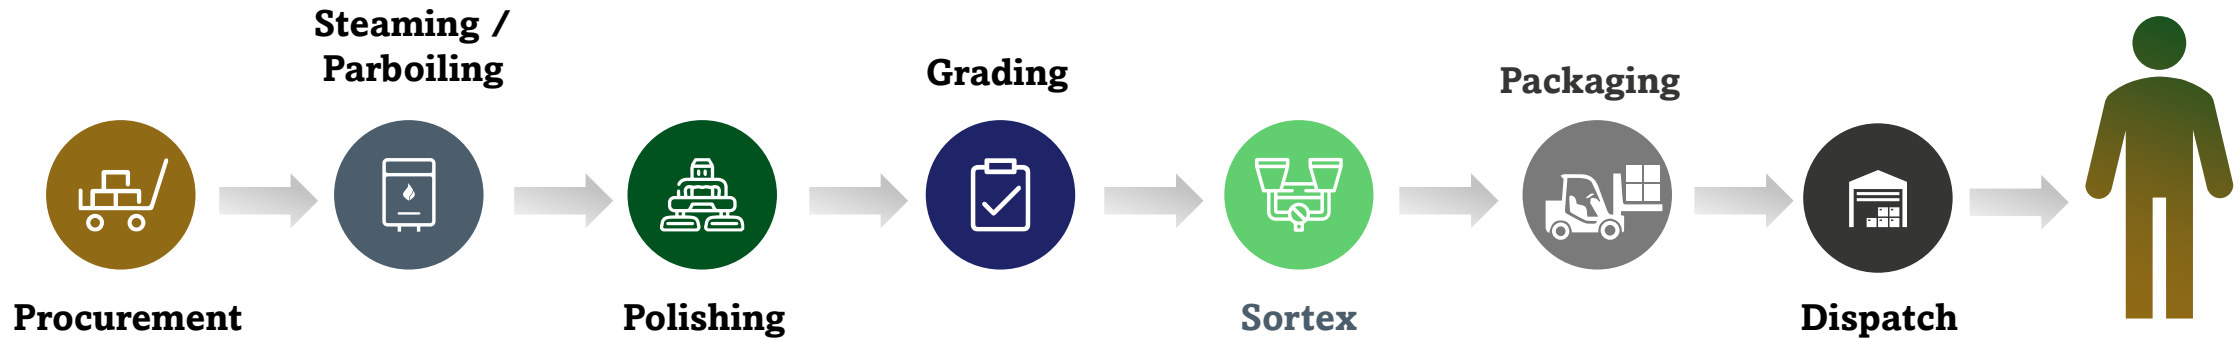 Procurement
Steaming /
Parboiling
Polishing
Grading
Sortex
Packaging
Dispatch